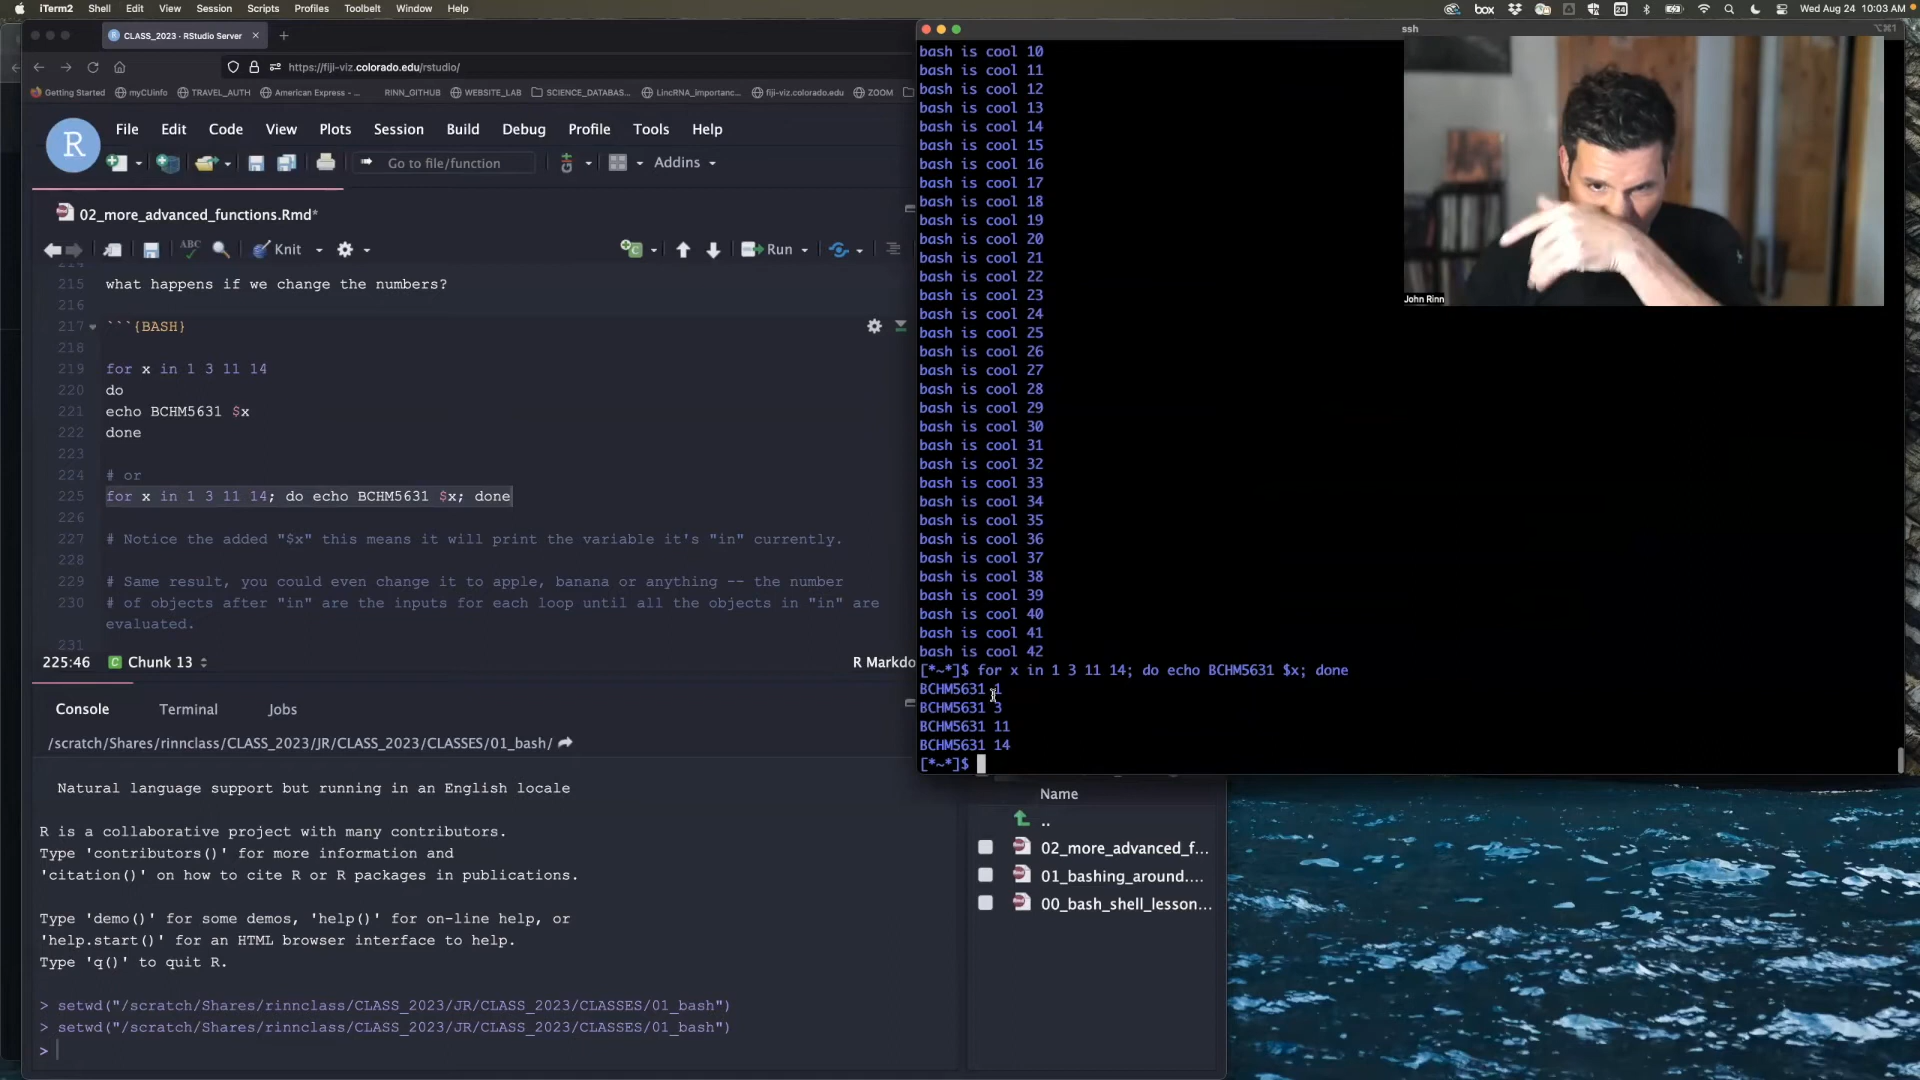 iTerm2 Shell Edit View Session Scripts Profiles Toolbelt Window Help
box 24 Wed Aug 24 10:03 AM
CLASS_2023 - RStudio Server
ssh
⌥⌘1
https://fiji-viz.colorado.edu/rstudio/
Getting Started myCUinfo TRAVEL_AUTH American Express - ... RINN_GITHUB WEBSITE_LAB SCIENCE_DATABAS... LincRNA_importanc... fiji-viz.colorado.edu ZOOM
R
File Edit Code View Plots Session Build Debug Profile Tools Help
Go to file/function Addins
02_more_advanced_functions.Rmd*
ABC Knit Run
215 what happens if we change the numbers?
216
217 ```{BASH}
218
219 for x in 1 3 11 14
220 do
221 echo BCHM5631 $x
222 done
223
224 # or
225 for x in 1 3 11 14; do echo BCHM5631 $x; done
226
227 # Notice the added "$x" this means it will print the variable it's "in" currently.
228
229 # Same result, you could even change it to apple, banana or anything -- the number
230 # of objects after "in" are the inputs for each loop until all the objects in "in" are
evaluated.
231
225:46 Chunk 13 R Markdo
Console Terminal Jobs
/scratch/Shares/rinnclass/CLASS_2023/JR/CLASS_2023/CLASSES/01_bash/
Natural language support but running in an English locale
R is a collaborative project with many contributors.
Type 'contributors()' for more information and
'citation()' on how to cite R or R packages in publications.
Type 'demo()' for some demos, 'help()' for on-line help, or
'help.start()' for an HTML browser interface to help.
Type 'q()' to quit R.
> setwd("/scratch/Shares/rinnclass/CLASS_2023/JR/CLASS_2023/CLASSES/01_bash")
> setwd("/scratch/Shares/rinnclass/CLASS_2023/JR/CLASS_2023/CLASSES/01_bash")
>
bash is cool 10
bash is cool 11
bash is cool 12
bash is cool 13
bash is cool 14
bash is cool 15
bash is cool 16
bash is cool 17
bash is cool 18
bash is cool 19
bash is cool 20
bash is cool 21
bash is cool 22
bash is cool 23
bash is cool 24
bash is cool 25
bash is cool 26
bash is cool 27
bash is cool 28
bash is cool 29
bash is cool 30
bash is cool 31
bash is cool 32
bash is cool 33
bash is cool 34
bash is cool 35
bash is cool 36
bash is cool 37
bash is cool 38
bash is cool 39
bash is cool 40
bash is cool 41
bash is cool 42
[*~*]$ for x in 1 3 11 14; do echo BCHM5631 $x; done
BCHM5631 1
BCHM5631 3
BCHM5631 11
BCHM5631 14
[*~*]$
John Rinn
Name
..
02_more_advanced_f...
01_bashing_around....
00_bash_shell_lesson...